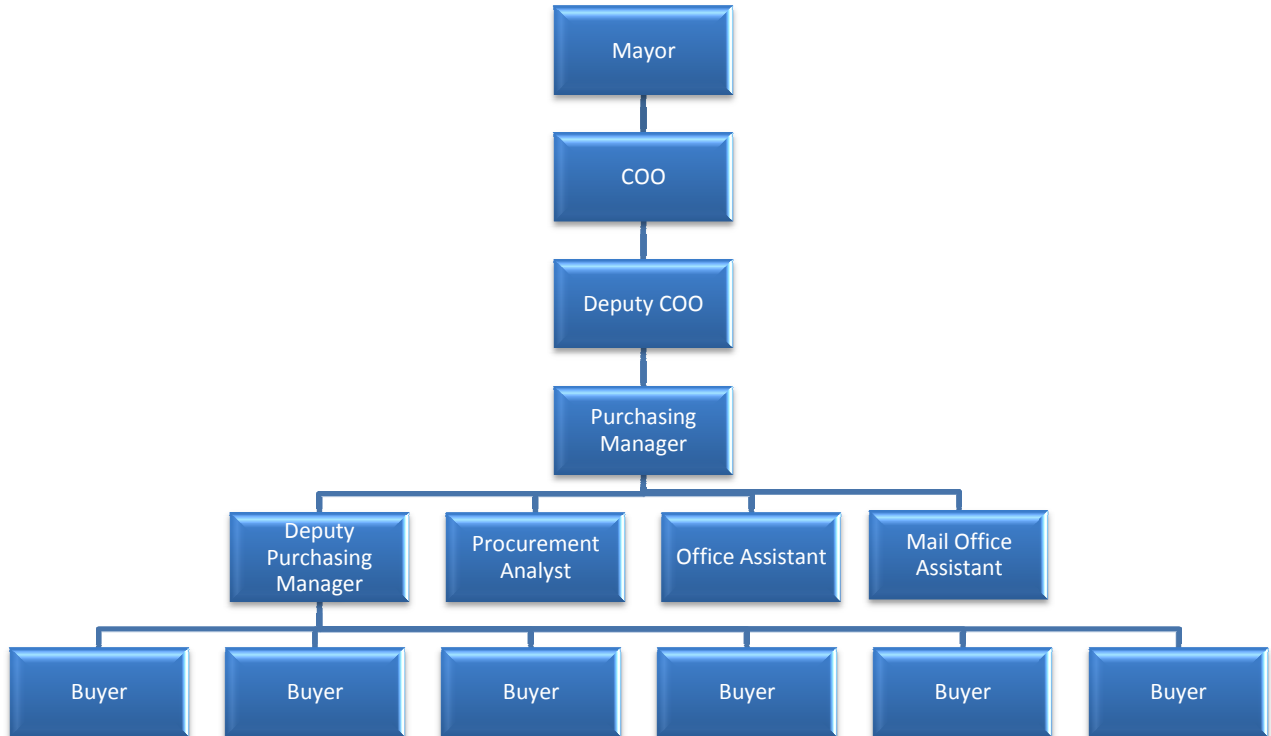 Mayor
COO
Deputy COO
Purchasing
Manager
Deputy
Purchasing
Manager
Procurement
Analyst
Office Assistant
Mail Office
Assistant
Buyer
Buyer
Buyer
Buyer
Buyer
Buyer